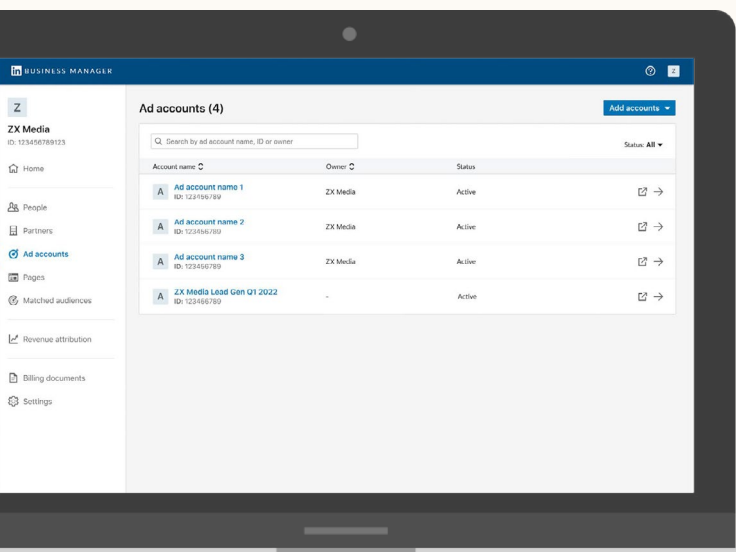 in BUSINESS MANAGER
Z
Z
ZX Media
ID: 123456789123
Home
People
Partners
Ad accounts
Pages
Matched audiences
Revenue attribution
Billing documents
Settings
Ad accounts (4)
Add accounts
Search by ad account name, ID or owner
Status: All
Account name Owner Status
A Ad account name 1 ZX Media Active
ID: 123456789
A Ad account name 2 ZX Media Active
ID: 123456789
A Ad account name 3 ZX Media Active
ID: 123456789
A ZX Media Lead Gen Q1 2022 - Active
ID: 123466789